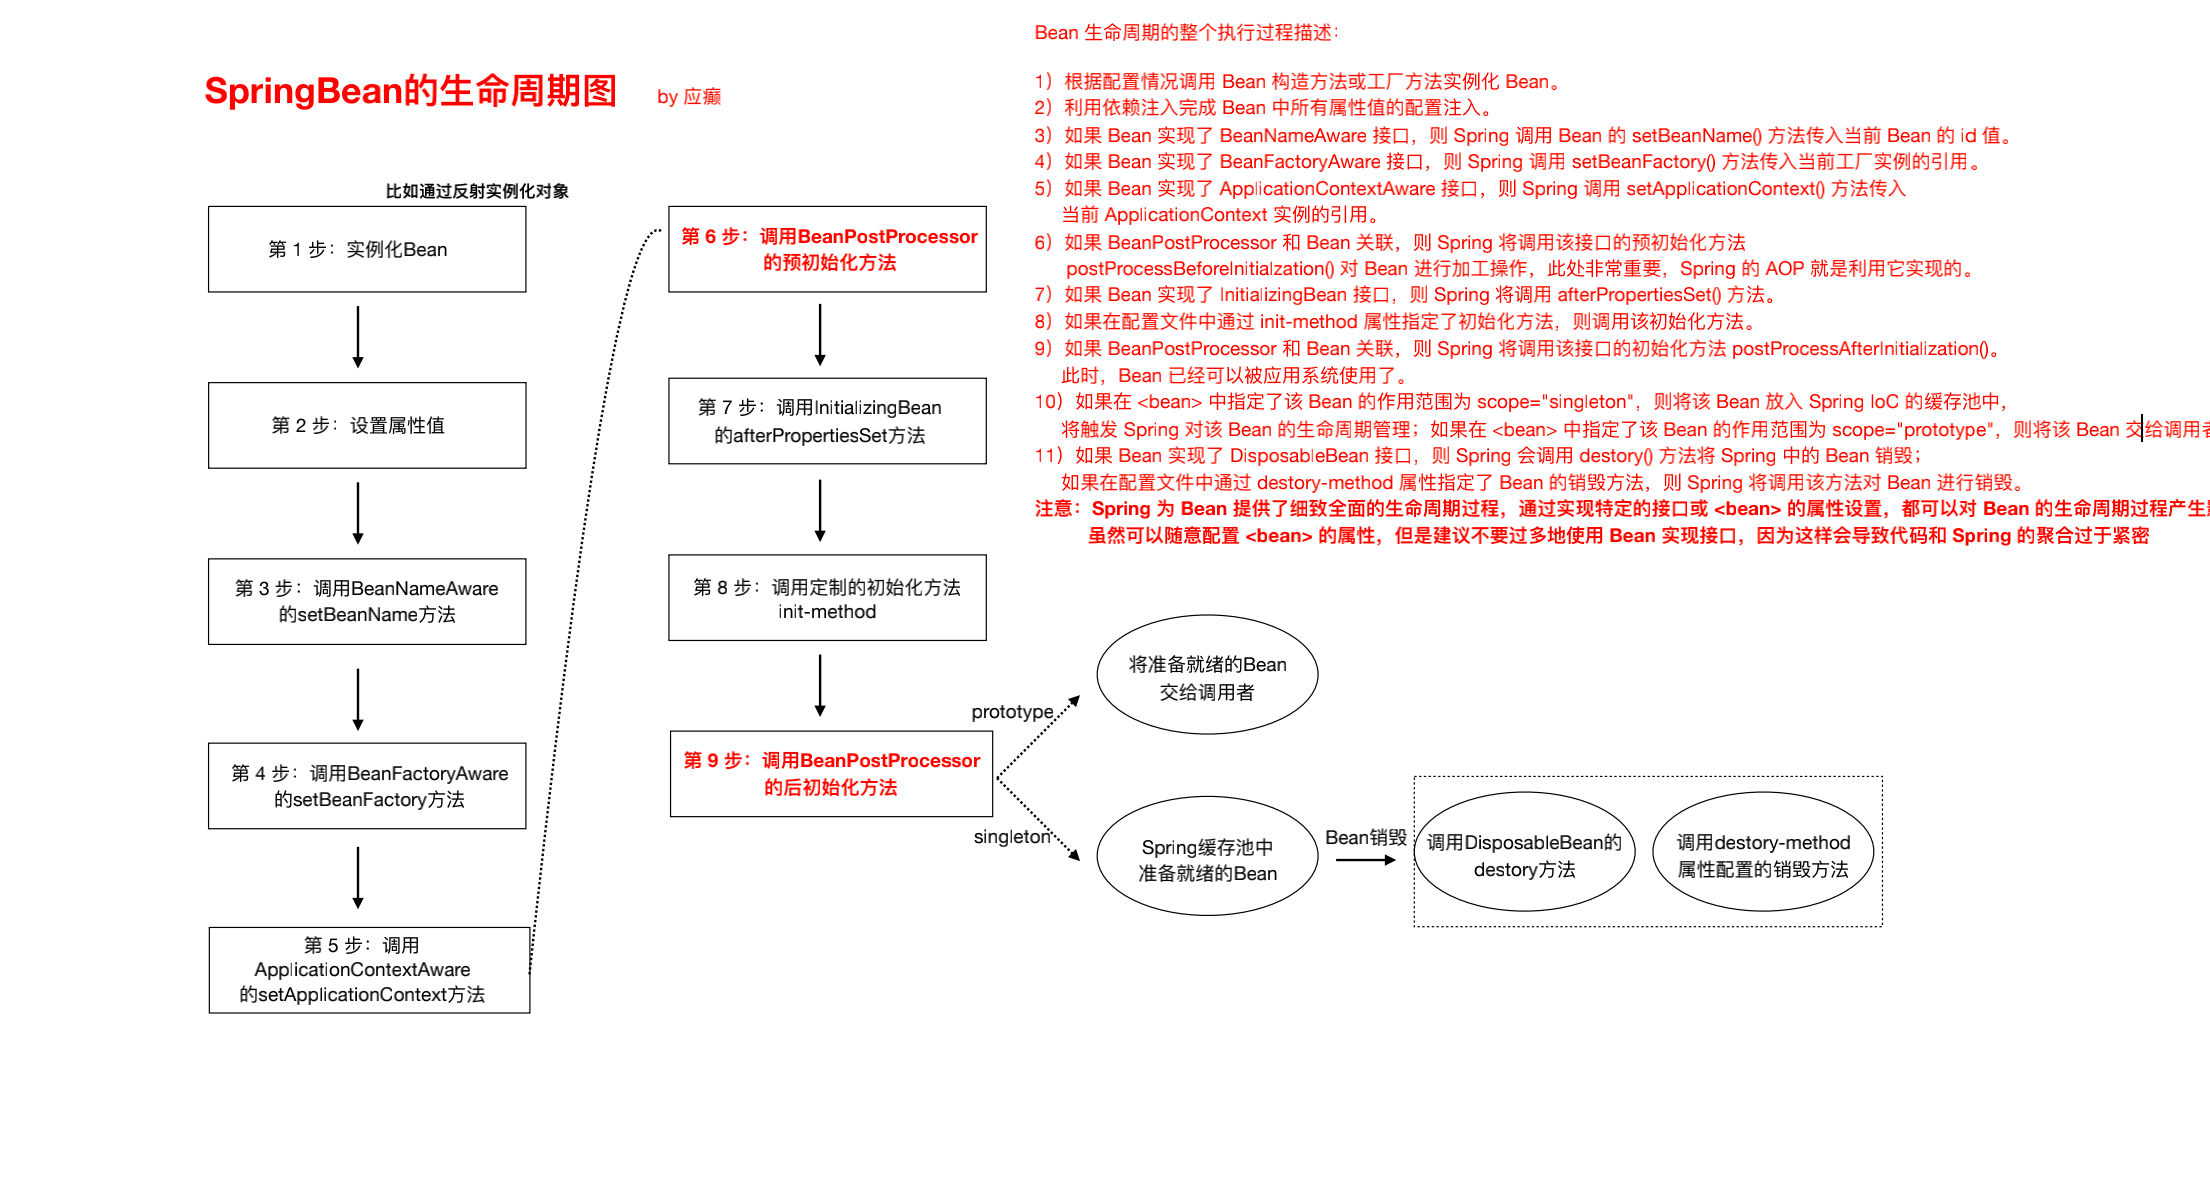 SpringBean的生命周期图
by 应癫
比如通过反射实例化对象
第 1 步：实例化Bean
第 2 步：设置属性值
第 3 步：调用BeanNameAware
的setBeanName方法
第 4 步：调用BeanFactoryAware
的setBeanFactory方法
第 5 步：调用
ApplicationContextAware
的setApplicationContext方法
第 6 步：调用BeanPostProcessor
的预初始化方法
第 7 步：调用InitializingBean
的afterPropertiesSet方法
第 8 步：调用定制的初始化方法
init-method
第 9 步：调用BeanPostProcessor
的后初始化方法
prototype
singleton
将准备就绪的Bean
交给调用者
Spring缓存池中
准备就绪的Bean
Bean销毁
调用DisposableBean的
destory方法
调用destory-method
属性配置的销毁方法
Bean 生命周期的整个执行过程描述：
1）根据配置情况调用 Bean 构造方法或工厂方法实例化 Bean。
2）利用依赖注入完成 Bean 中所有属性值的配置注入。
3）如果 Bean 实现了 BeanNameAware 接口，则 Spring 调用 Bean 的 setBeanName() 方法传入当前 Bean 的 id 值。
4）如果 Bean 实现了 BeanFactoryAware 接口，则 Spring 调用 setBeanFactory() 方法传入当前工厂实例的引用。
5）如果 Bean 实现了 ApplicationContextAware 接口，则 Spring 调用 setApplicationContext() 方法传入
当前 ApplicationContext 实例的引用。
6）如果 BeanPostProcessor 和 Bean 关联，则 Spring 将调用该接口的预初始化方法
postProcessBeforeInitialzation() 对 Bean 进行加工操作，此处非常重要，Spring 的 AOP 就是利用它实现的。
7）如果 Bean 实现了 InitializingBean 接口，则 Spring 将调用 afterPropertiesSet() 方法。
8）如果在配置文件中通过 init-method 属性指定了初始化方法，则调用该初始化方法。
9）如果 BeanPostProcessor 和 Bean 关联，则 Spring 将调用该接口的初始化方法 postProcessAfterInitialization()。
此时，Bean 已经可以被应用系统使用了。
10）如果在 <bean> 中指定了该 Bean 的作用范围为 scope="singleton"，则将该 Bean 放入 Spring IoC 的缓存池中，
将触发 Spring 对该 Bean 的生命周期管理；如果在 <bean> 中指定了该 Bean 的作用范围为 scope="prototype"，则将该 Bean 交给调用
11）如果 Bean 实现了 DisposableBean 接口，则 Spring 会调用 destory() 方法将 Spring 中的 Bean 销毁；
如果在配置文件中通过 destory-method 属性指定了 Bean 的销毁方法，则 Spring 将调用该方法对 Bean 进行销毁。
注意：Spring 为 Bean 提供了细致全面的生命周期过程，通过实现特定的接口或 <bean> 的属性设置，都可以对 Bean 的生命周期过程产生
虽然可以随意配置 <bean> 的属性，但是建议不要过多地使用 Bean 实现接口，因为这样会导致代码和 Spring 的聚合过于紧密